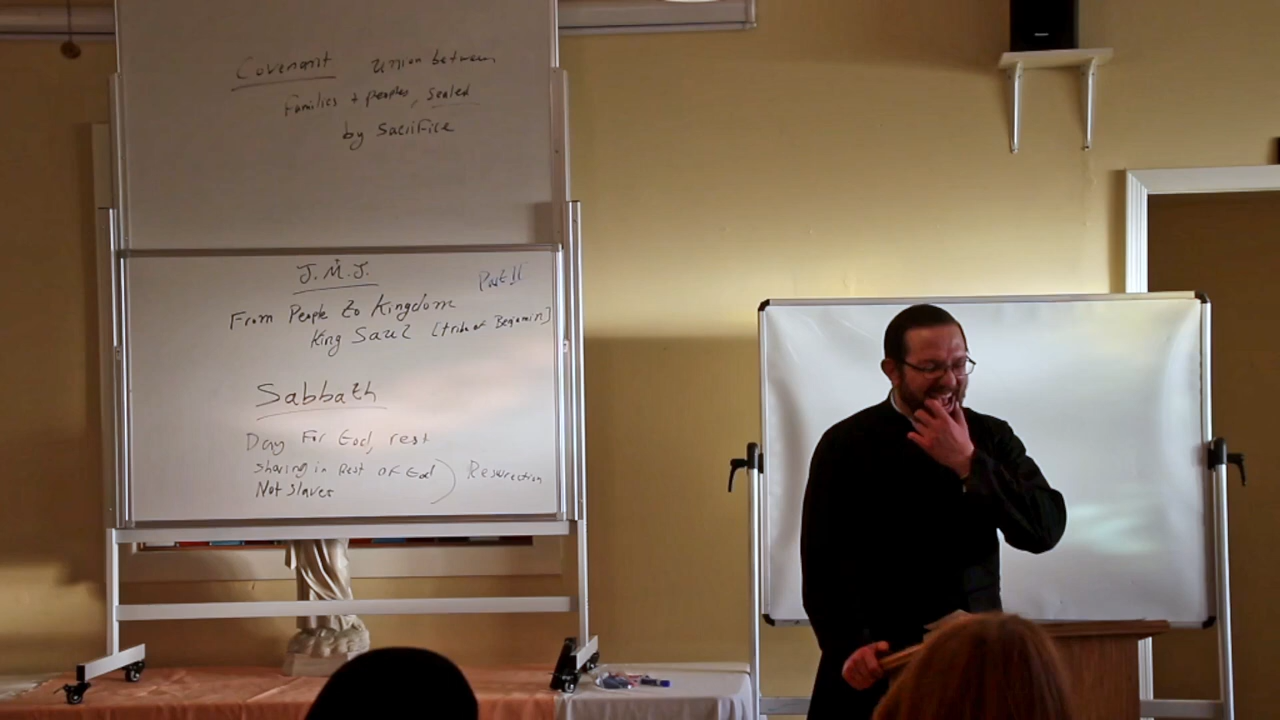 Covenant Union between
Families + peoples, sealed
by sacrifice
J.M.J.
Part II
From People to Kingdom
King Saul [tribe of Benjamin]
Sabbath
Day For God, rest
Sharing in Rest of God
Not slaves
Resurrection